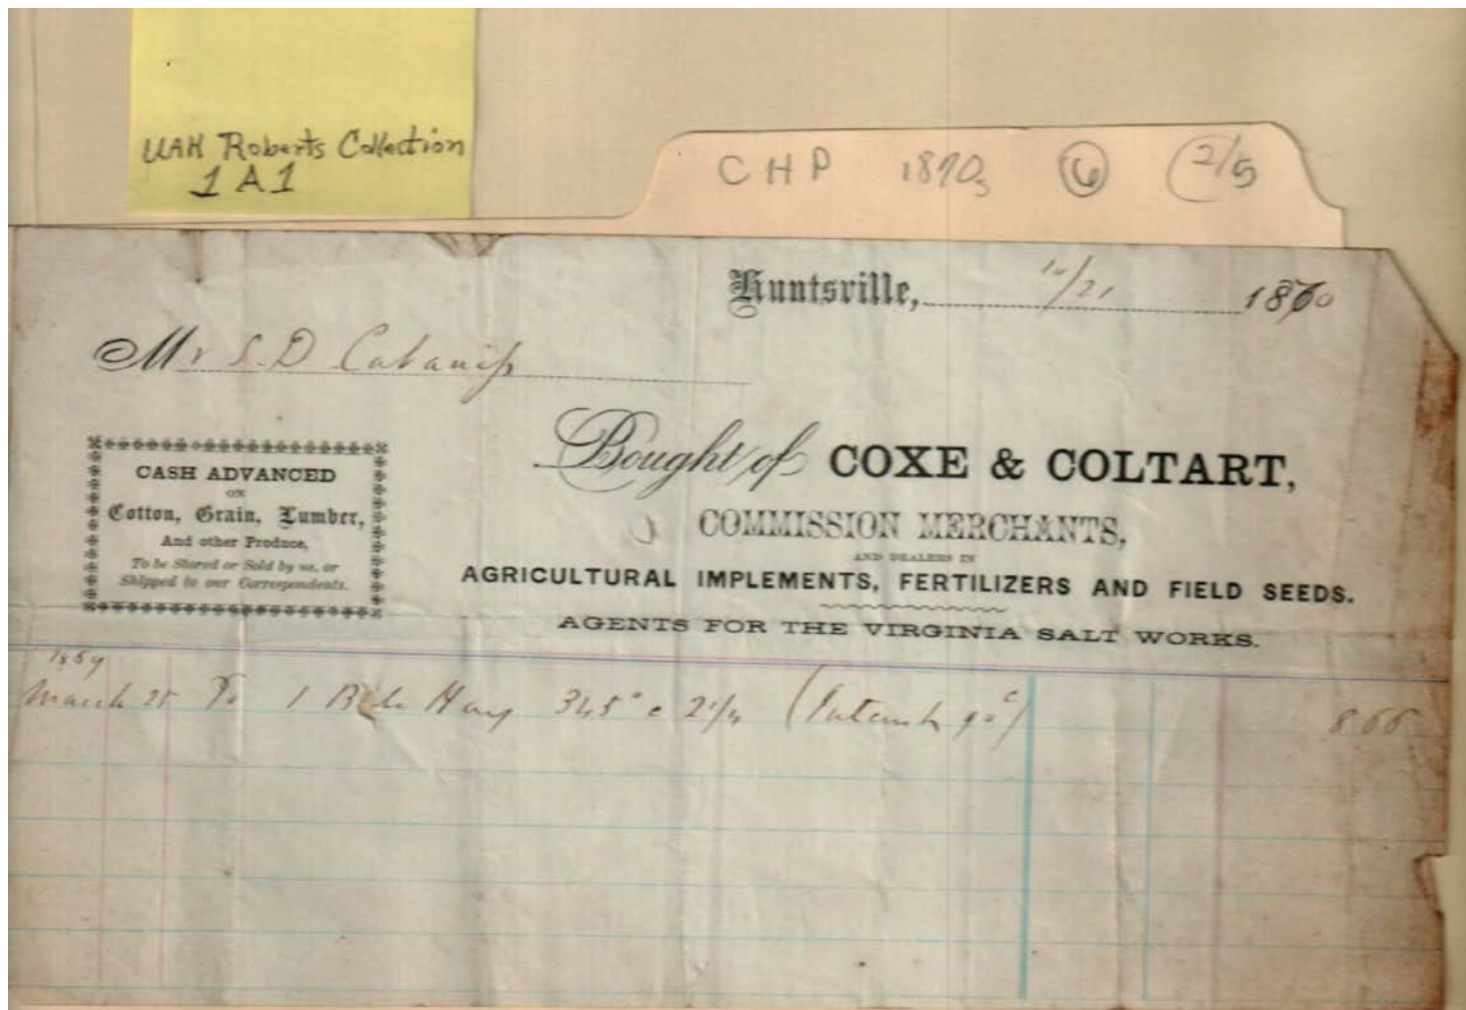 UAH Roberts Collection
1A1
CHP 1870s 6 2/5
Huntsville, 10/21 1870
Mr S. D. Cabaniss
Bought of COXE & COLTART,
COMMISSION MERCHANTS,
AND DEALERS IN
AGRICULTURAL IMPLEMENTS, FERTILIZERS AND FIELD SEEDS.
AGENTS FOR THE VIRGINIA SALT WORKS.
CASH ADVANCED
ON
Cotton, Grain, Lumber,
And other Produce,
To be Stored or Sold by us, or
Shipped to our Correspondents.
1869
March 25 To 1 Bale Hay 345 @ 2 1/4 (Interest 90c) 8 66